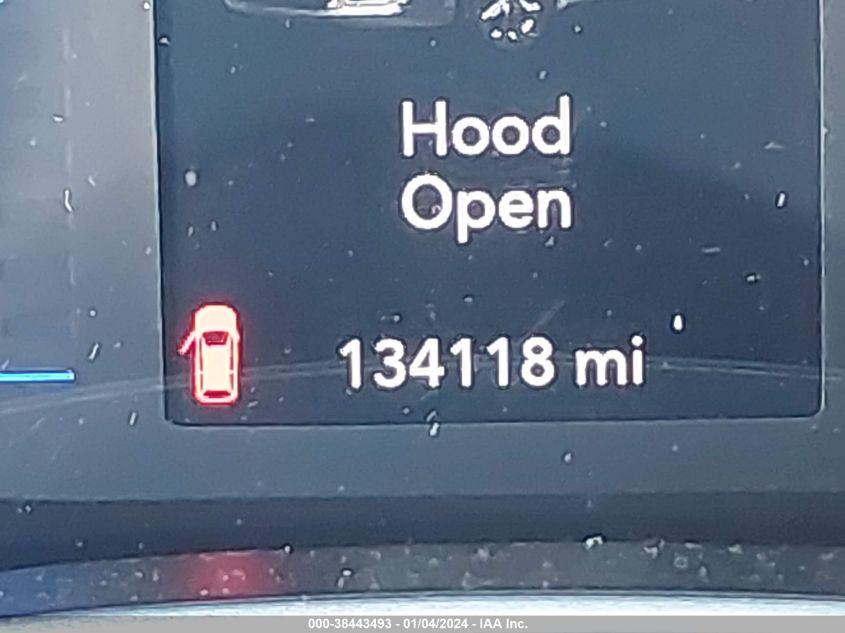 Hood
Open
134118 mi
000-38443493 - 01/04/2024 - IAA Inc.